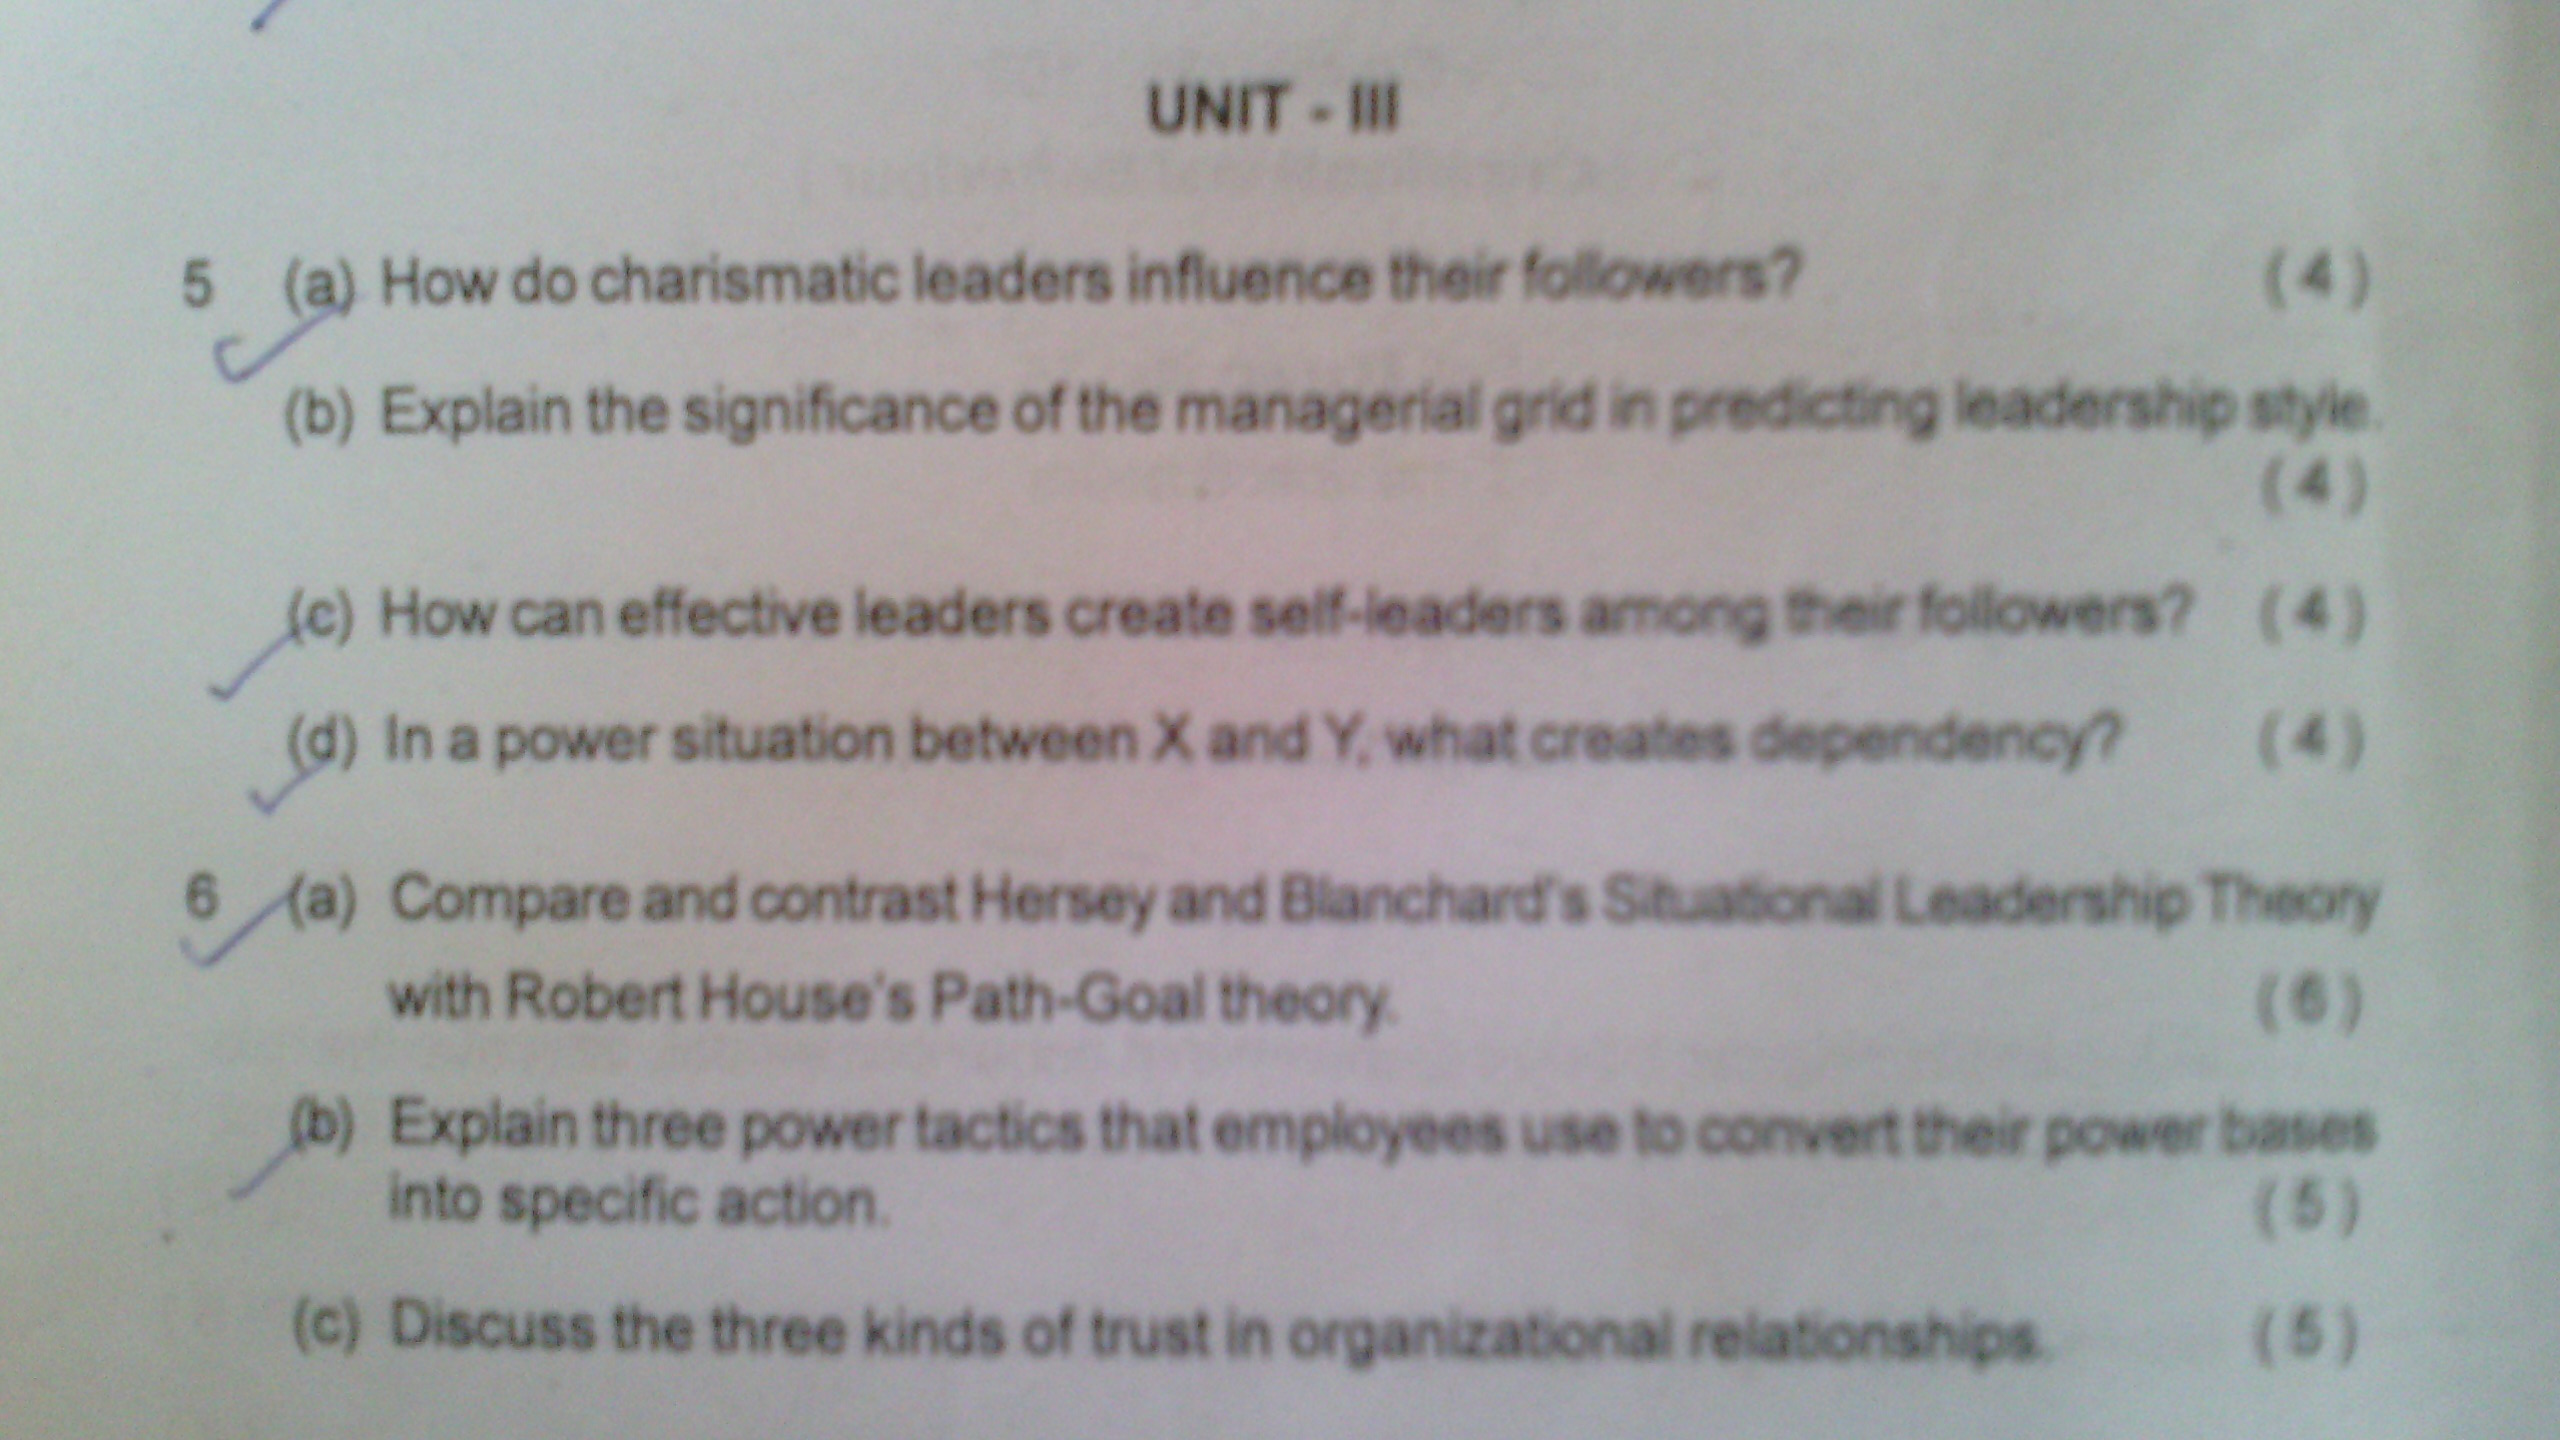 UNIT - III
5 (a) How do charismatic leaders influence their followers? (4)
(b) Explain the significance of the managerial grid in predicting leadership style.
(4)
(c) How can effective leaders create self-leaders among their followers? (4)
(d) In a power situation between X and Y, what creates dependency? (4)
6 (a) Compare and contrast Hersey and Blanchard's Situational Leadership Theory
with Robert House's Path-Goal theory. (6)
(b) Explain three power tactics that employees use to convert their power bases
into specific action. (5)
(c) Discuss the three kinds of trust in organizational relationships. (5)